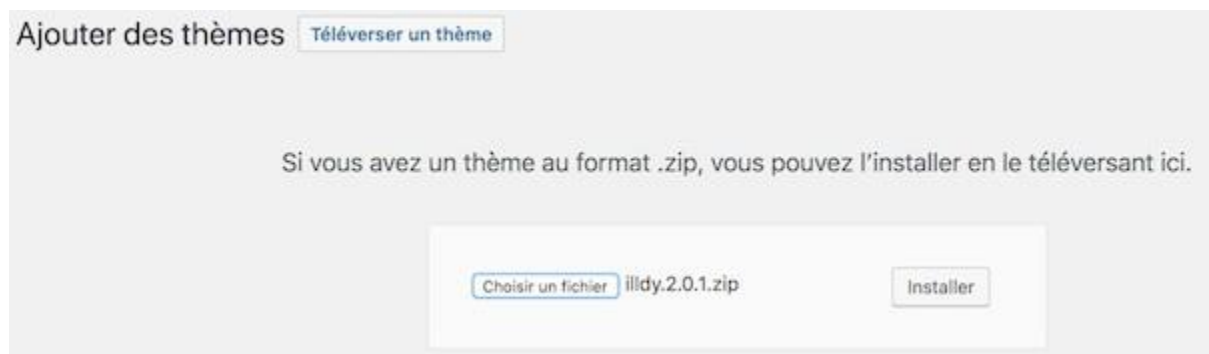 Ajouter des thèmes Téléverser un thème
Si vous avez un thème au format .zip, vous pouvez l'installer en le téléversant ici.
Choisir un fichier illdy.2.0.1.zip Installer